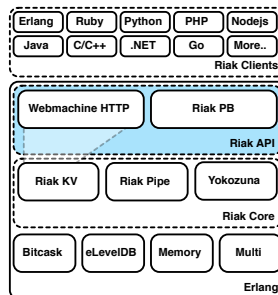 Erlang Ruby Python PHP Nodejs
Java C/C++ .NET Go More..
Riak Clients
Webmachine HTTP Riak PB
Riak API
Riak KV Riak Pipe Yokozuna
Riak Core
Bitcask eLevelDB Memory Multi
Erlang